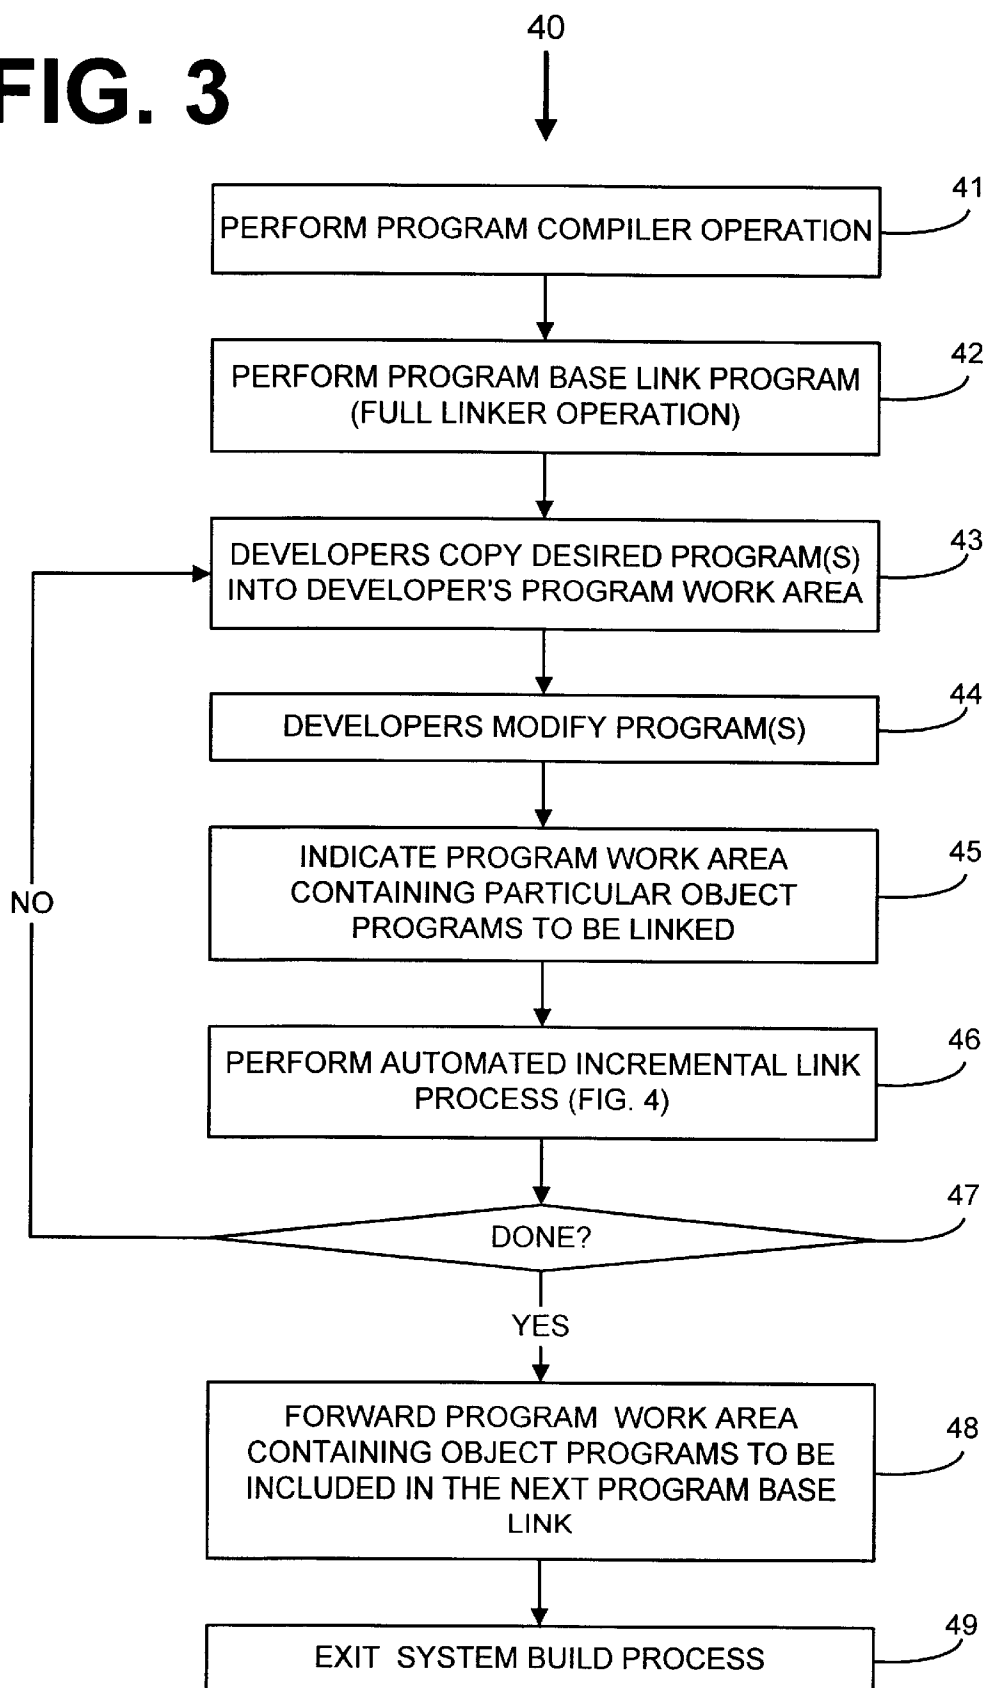 40
FIG. 3
41
PERFORM PROGRAM COMPILER OPERATION
42
PERFORM PROGRAM BASE LINK PROGRAM
(FULL LINKER OPERATION)
43
DEVELOPERS COPY DESIRED PROGRAM(S)
INTO DEVELOPER'S PROGRAM WORK AREA
44
DEVELOPERS MODIFY PROGRAM(S)
45
INDICATE PROGRAM WORK AREA
CONTAINING PARTICULAR OBJECT
PROGRAMS TO BE LINKED
NO
46
PERFORM AUTOMATED INCREMENTAL LINK
PROCESS (FIG. 4)
47
DONE?
YES
48
FORWARD PROGRAM WORK AREA
CONTAINING OBJECT PROGRAMS TO BE
INCLUDED IN THE NEXT PROGRAM BASE
LINK
49
EXIT SYSTEM BUILD PROCESS